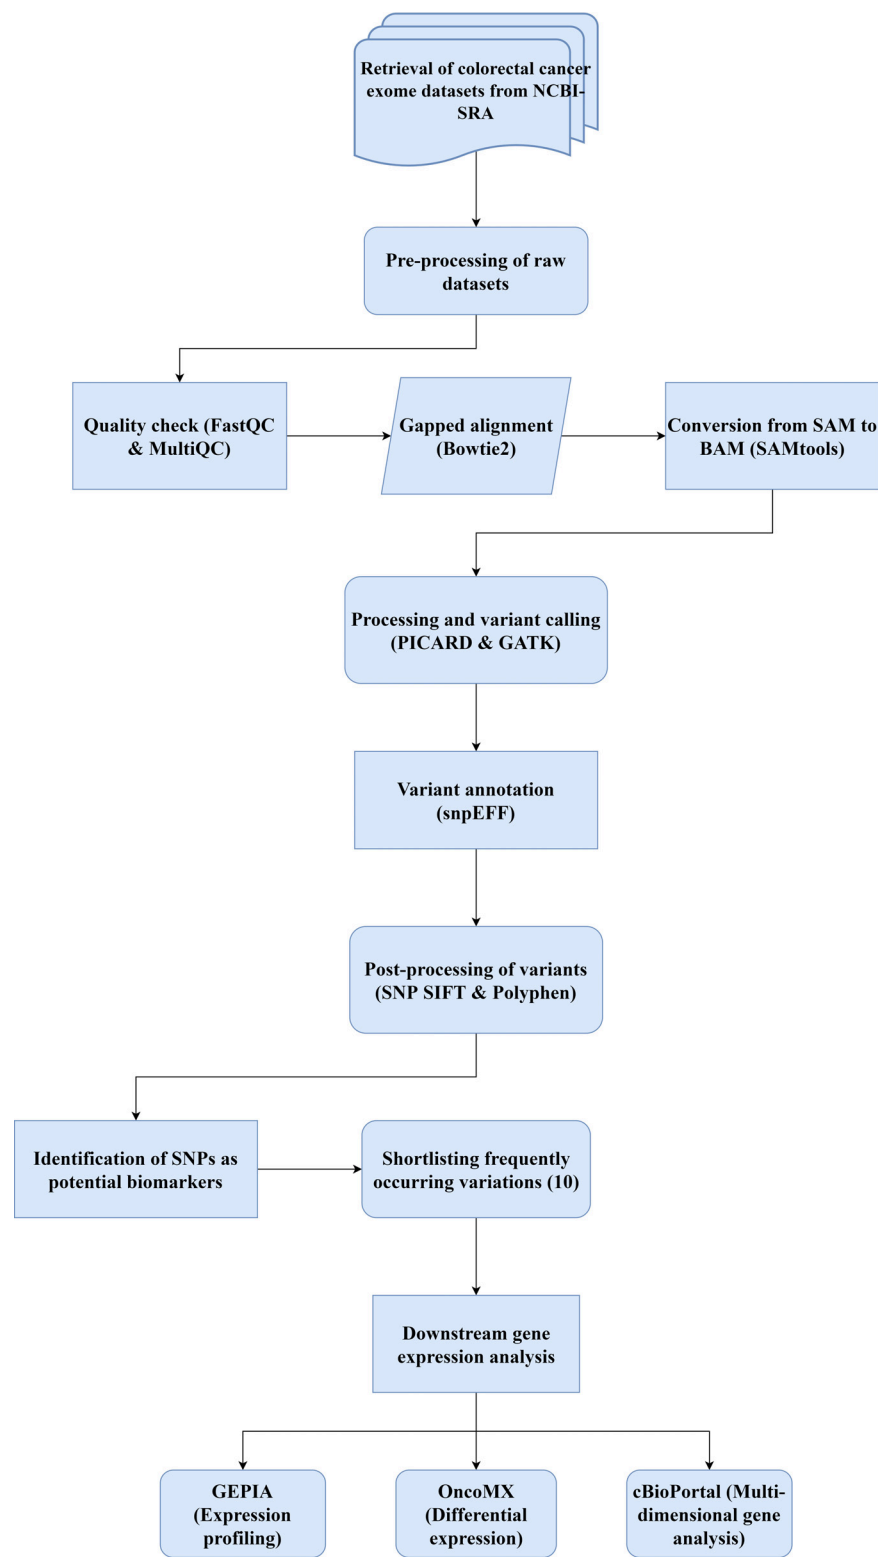 Retrieval of colorectal cancer
exome datasets from NCBI-
SRA
Pre-processing of raw
datasets
Quality check (FastQC
& MultiQC)
Gapped alignment
(Bowtie2)
Conversion from SAM to
BAM (SAMtools)
Processing and variant calling
(PICARD & GATK)
Variant annotation
(snpEFF)
Post-processing of variants
(SNP SIFT & Polyphen)
Identification of SNPs as
potential biomarkers
Shortlisting frequently
occurring variations (10)
Downstream gene
expression analysis
GEPIA
(Expression
profiling)
OncoMX
(Differential
expression)
cBioPortal (Multi-
dimensional gene
analysis)